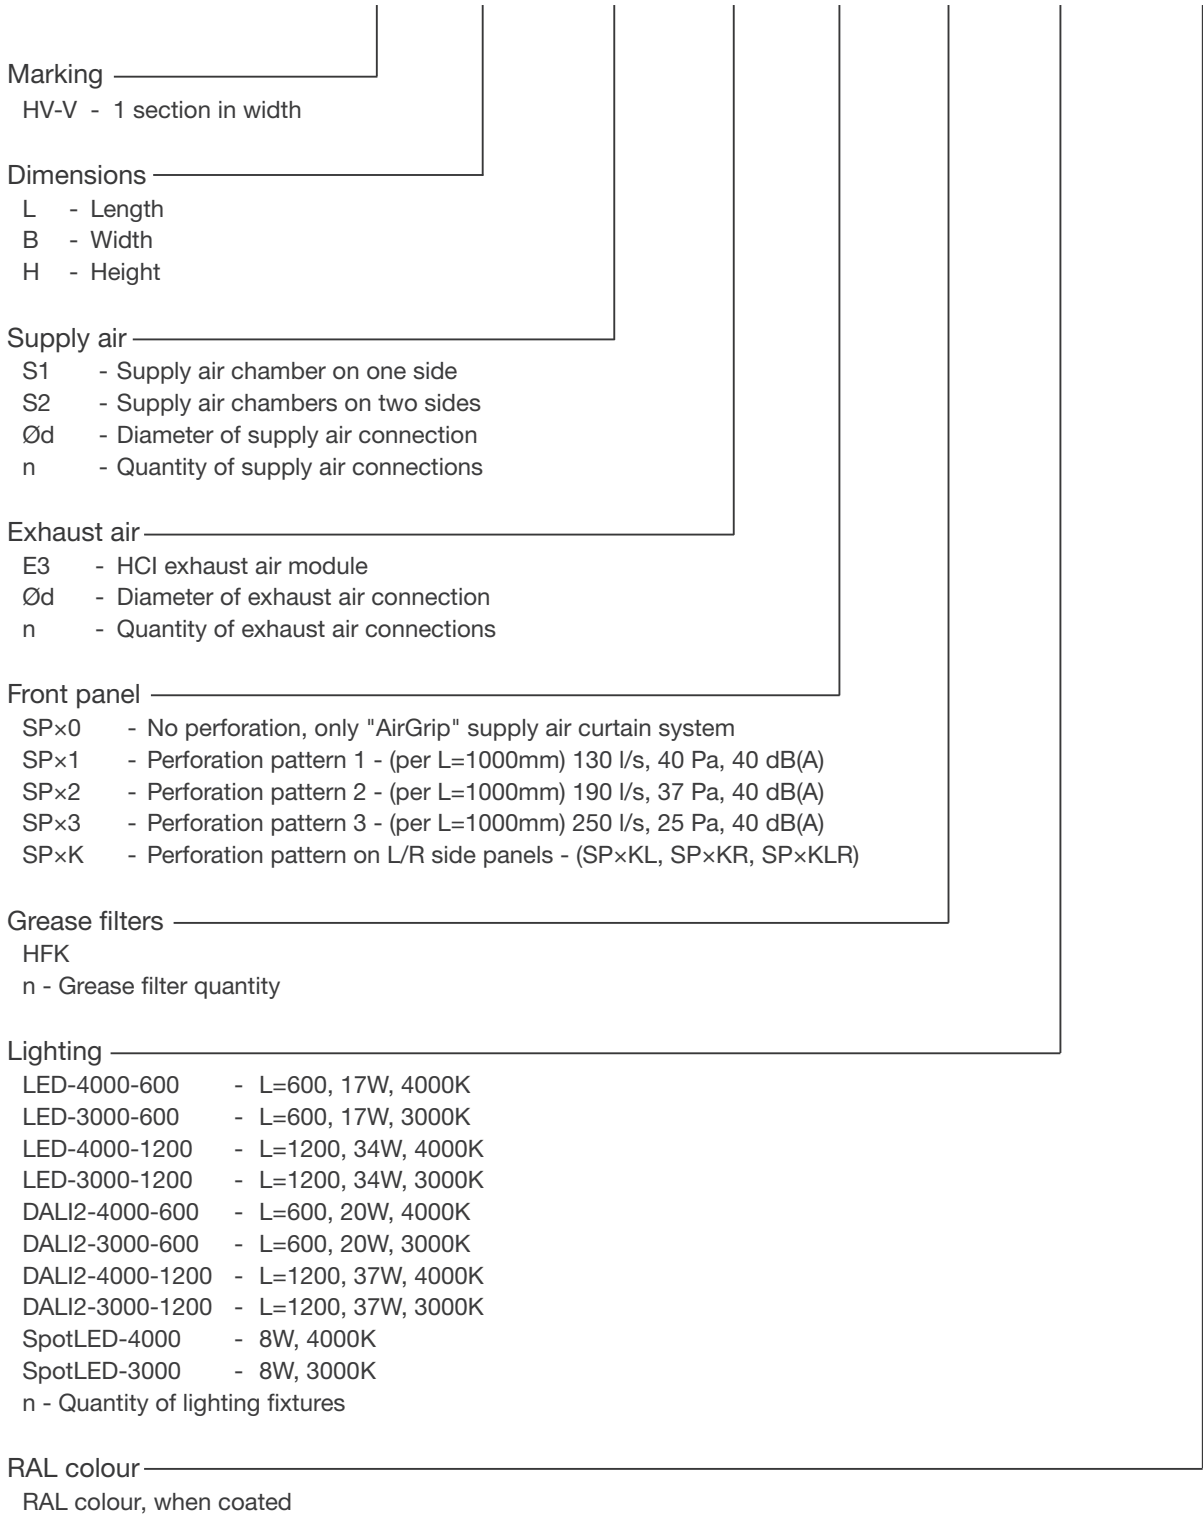 Marking
HV-V - 1 section in width
Dimensions
L - Length
B - Width
H - Height
Supply air
S1 - Supply air chamber on one side
S2 - Supply air chambers on two sides
Ød - Diameter of supply air connection
n - Quantity of supply air connections
Exhaust air
E3 - HCI exhaust air module
Ød - Diameter of exhaust air connection
n - Quantity of exhaust air connections
Front panel
SP×0 - No perforation, only "AirGrip" supply air curtain system
SP×1 - Perforation pattern 1 - (per L=1000mm) 130 l/s, 40 Pa, 40 dB(A)
SP×2 - Perforation pattern 2 - (per L=1000mm) 190 l/s, 37 Pa, 40 dB(A)
SP×3 - Perforation pattern 3 - (per L=1000mm) 250 l/s, 25 Pa, 40 dB(A)
SP×K - Perforation pattern on L/R side panels - (SP×KL, SP×KR, SP×KLR)
Grease filters
HFK
n - Grease filter quantity
Lighting
LED-4000-600 - L=600, 17W, 4000K
LED-3000-600 - L=600, 17W, 3000K
LED-4000-1200 - L=1200, 34W, 4000K
LED-3000-1200 - L=1200, 34W, 3000K
DALI2-4000-600 - L=600, 20W, 4000K
DALI2-3000-600 - L=600, 20W, 3000K
DALI2-4000-1200 - L=1200, 37W, 4000K
DALI2-3000-1200 - L=1200, 37W, 3000K
SpotLED-4000 - 8W, 4000K
SpotLED-3000 - 8W, 3000K
n - Quantity of lighting fixtures
RAL colour
RAL colour, when coated